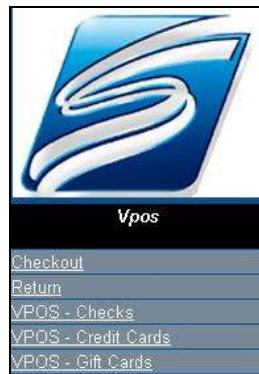 Vpos
Checkout
Return
VPOS - Checks
VPOS - Credit Cards
VPOS - Gift Cards